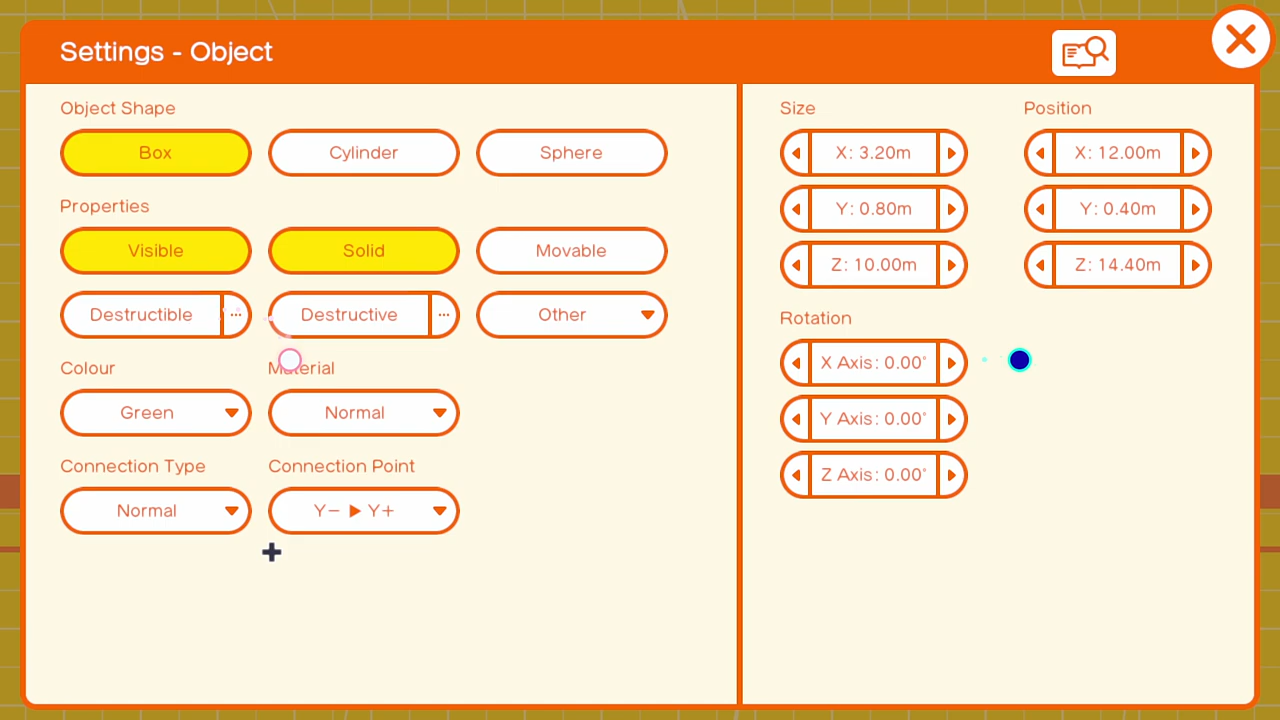 Settings - Object
Object Shape
Box
Cylinder
Sphere
Properties
Visible
Solid
Movable
Destructible
...
Destructive
...
Other
Colour
Material
Green
Normal
Connection Type
Connection Point
Normal
Y− ▶ Y+
Size
X: 3.20m
Y: 0.80m
Z: 10.00m
Position
X: 12.00m
Y: 0.40m
Z: 14.40m
Rotation
X Axis: 0.00°
Y Axis: 0.00°
Z Axis: 0.00°